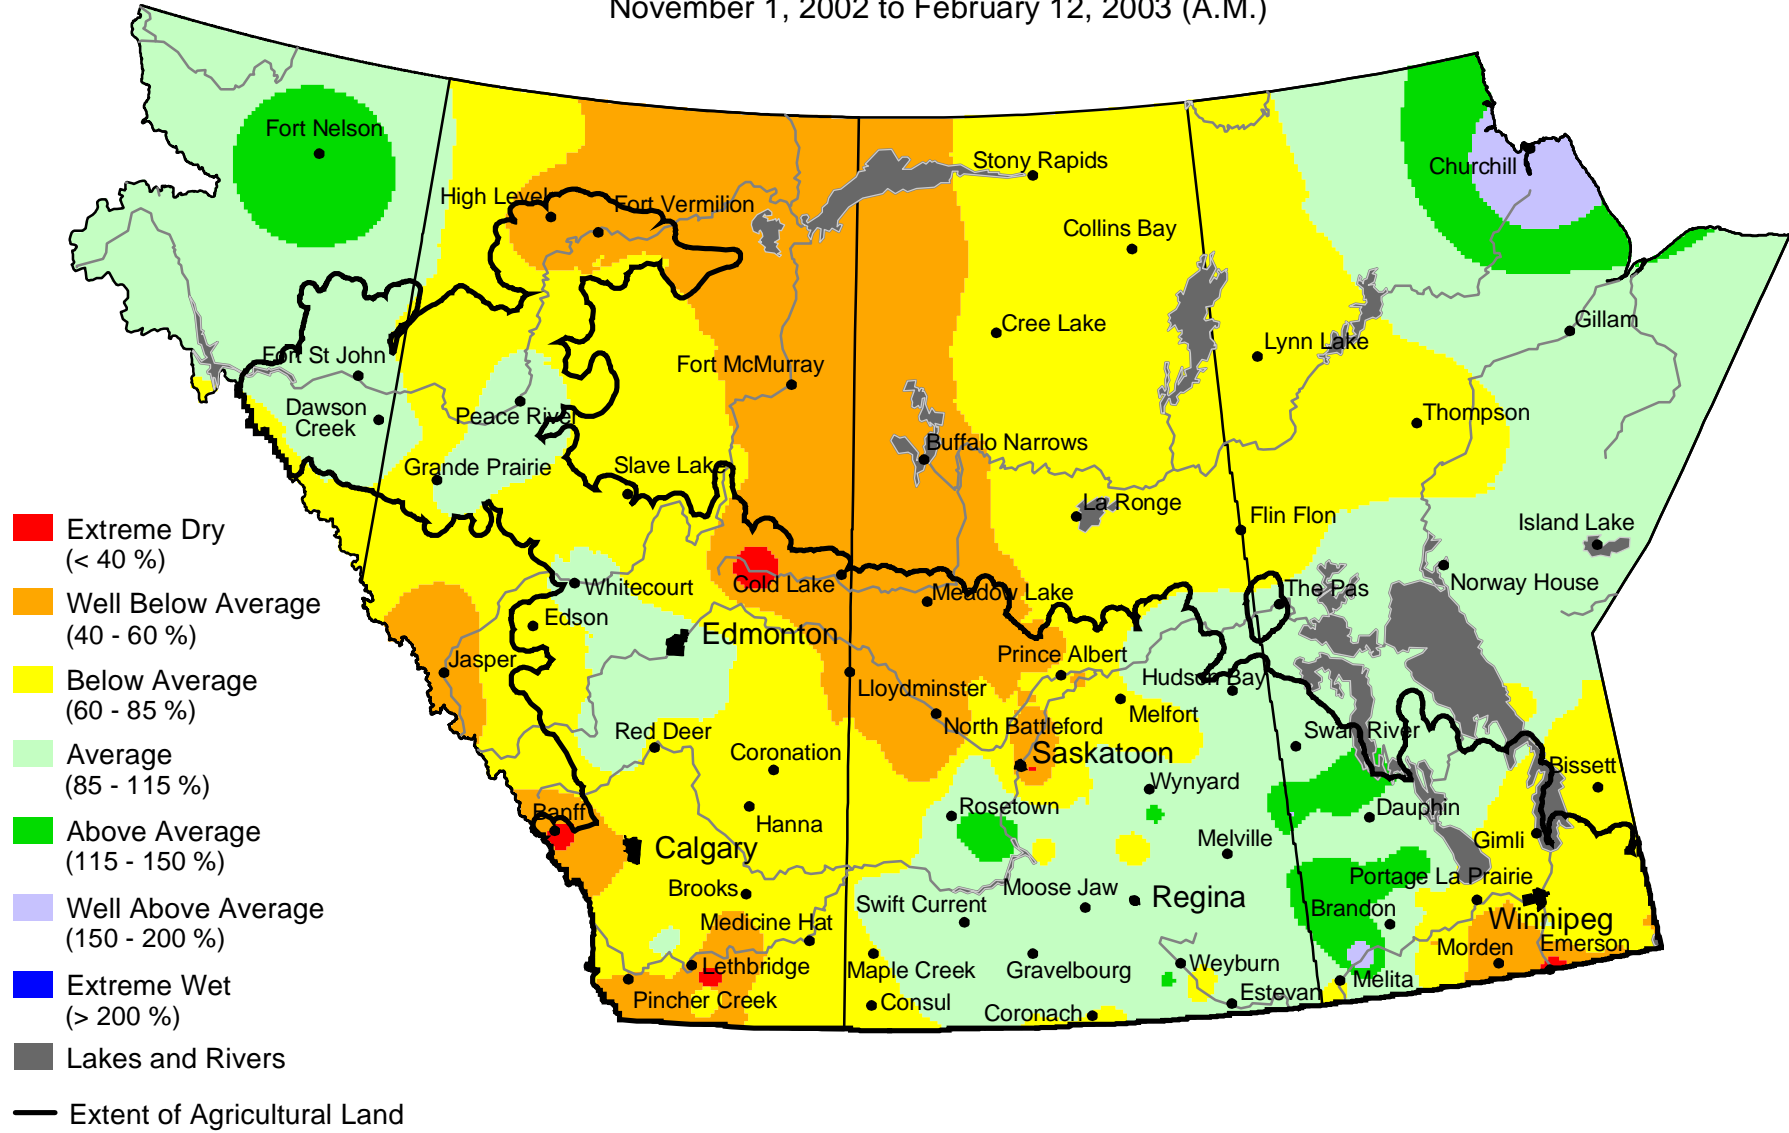 November 1, 2002 to February 12, 2003 (A.M.)
Fort Nelson
Churchill
Stony Rapids
High Level
Fort Vermilion
Collins Bay
Gillam
Cree Lake
Lynn Lake
Fort St John
Fort McMurray
Dawson
Creek
Peace River
Thompson
Buffalo Narrows
Grande Prairie
Slave Lake
La Ronge
Flin Flon
Island Lake
Extreme Dry
(< 40 %)
Whitecourt
Cold Lake
Meadow Lake
The Pas
Norway House
Well Below Average
(40 - 60 %)
Edson
Edmonton
Jasper
Prince Albert
Hudson Bay
Below Average
(60 - 85 %)
Lloydminster
Melfort
North Battleford
Red Deer
Swan River
Coronation
Saskatoon
Bissett
Average
(85 - 115 %)
Wynyard
Banff
Hanna
Rosetown
Dauphin
Above Average
(115 - 150 %)
Calgary
Melville
Gimli
Brooks
Moose Jaw
Regina
Portage La Prairie
Swift Current
Brandon
Winnipeg
Well Above Average
(150 - 200 %)
Medicine Hat
Morden
Emerson
Lethbridge
Maple Creek
Gravelbourg
Weyburn
Melita
Extreme Wet
(> 200 %)
Pincher Creek
Consul
Coronach
Estevan
Lakes and Rivers
Extent of Agricultural Land